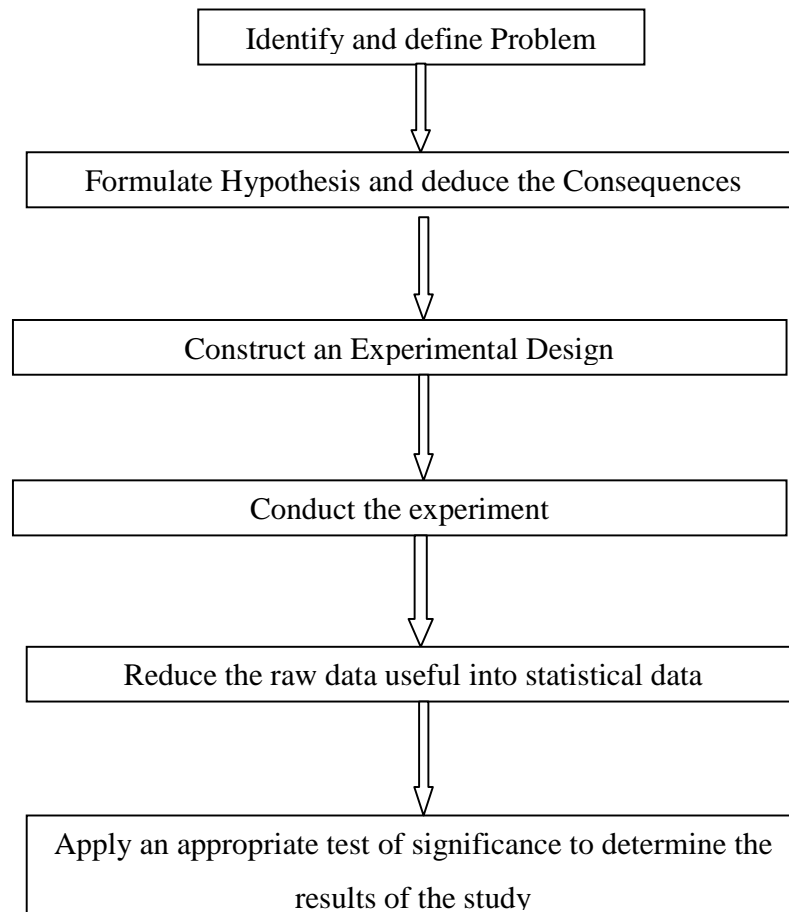 Identify and define Problem
Formulate Hypothesis and deduce the Consequences
Construct an Experimental Design
Conduct the experiment
Reduce the raw data useful into statistical data
Apply an appropriate test of significance to determine the
results of the study